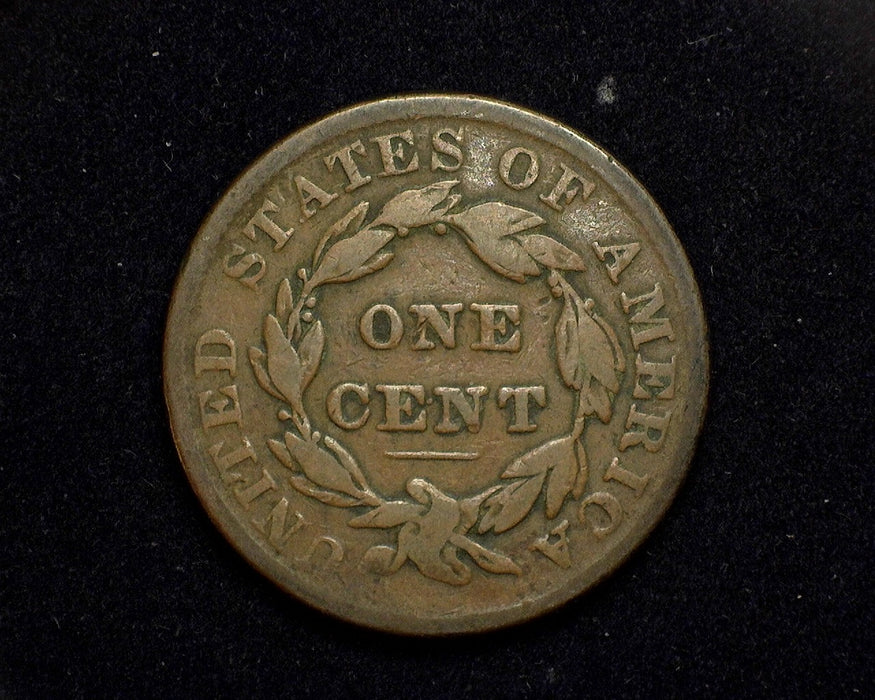 UNITED STATES OF AMERICA
ONE
CENT